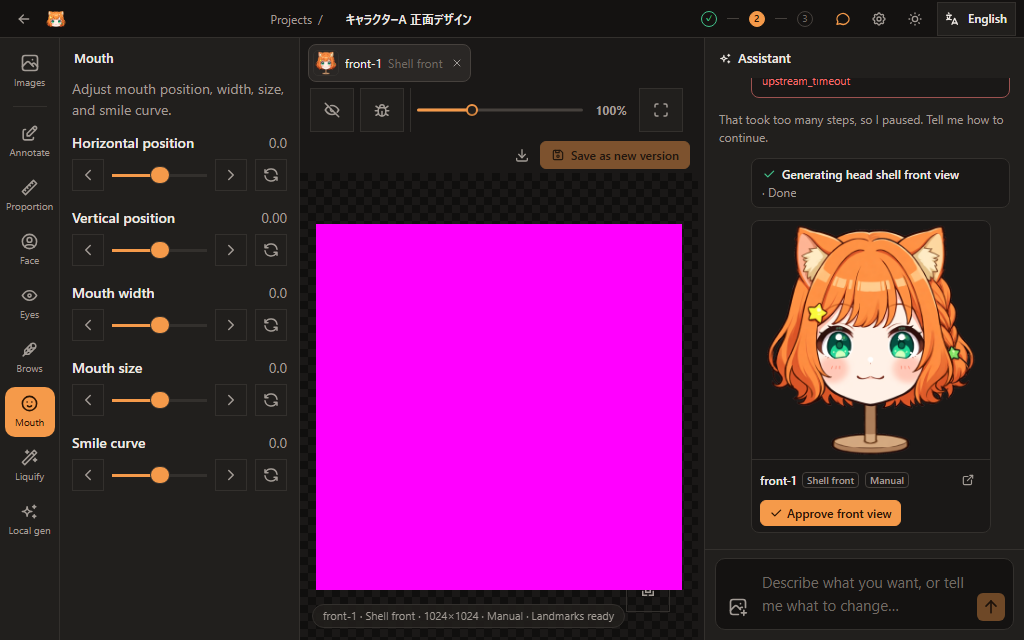 Projects /
キャラクターA 正面デザイン
2
3
English
Images
Annotate
Proportion
Face
Eyes
Brows
Mouth
Liquify
Local gen
Mouth
Adjust mouth position, width, size,
and smile curve.
Horizontal position 0.0
Vertical position 0.00
Mouth width 0.0
Mouth size 0.0
Smile curve 0.0
front-1 Shell front
100%
Save as new version
front-1 · Shell front · 1024×1024 · Manual · Landmarks ready
Assistant
upstream_timeout
That took too many steps, so I paused. Tell me how to
continue.
Generating head shell front view
· Done
front-1 Shell front Manual
Approve front view
Describe what you want, or tell
me what to change...